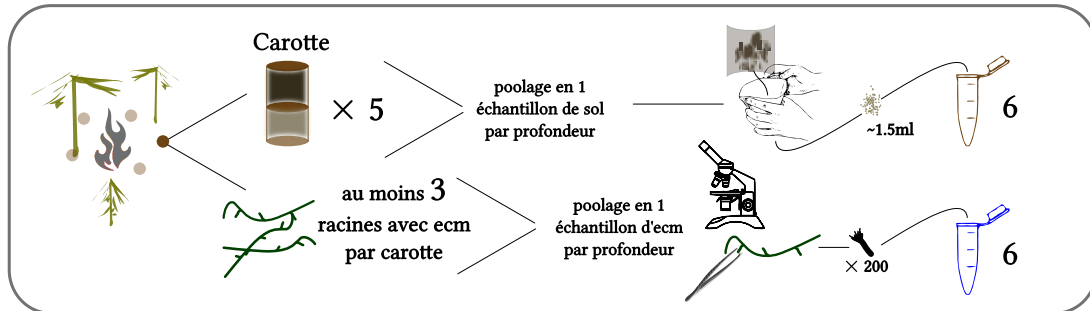 Carotte
× 5
poolage en 1
échantillon de sol
par profondeur
~1.5ml
6
au moins 3
racines avec ecm
par carotte
poolage en 1
échantillon d'ecm
par profondeur
× 200
6